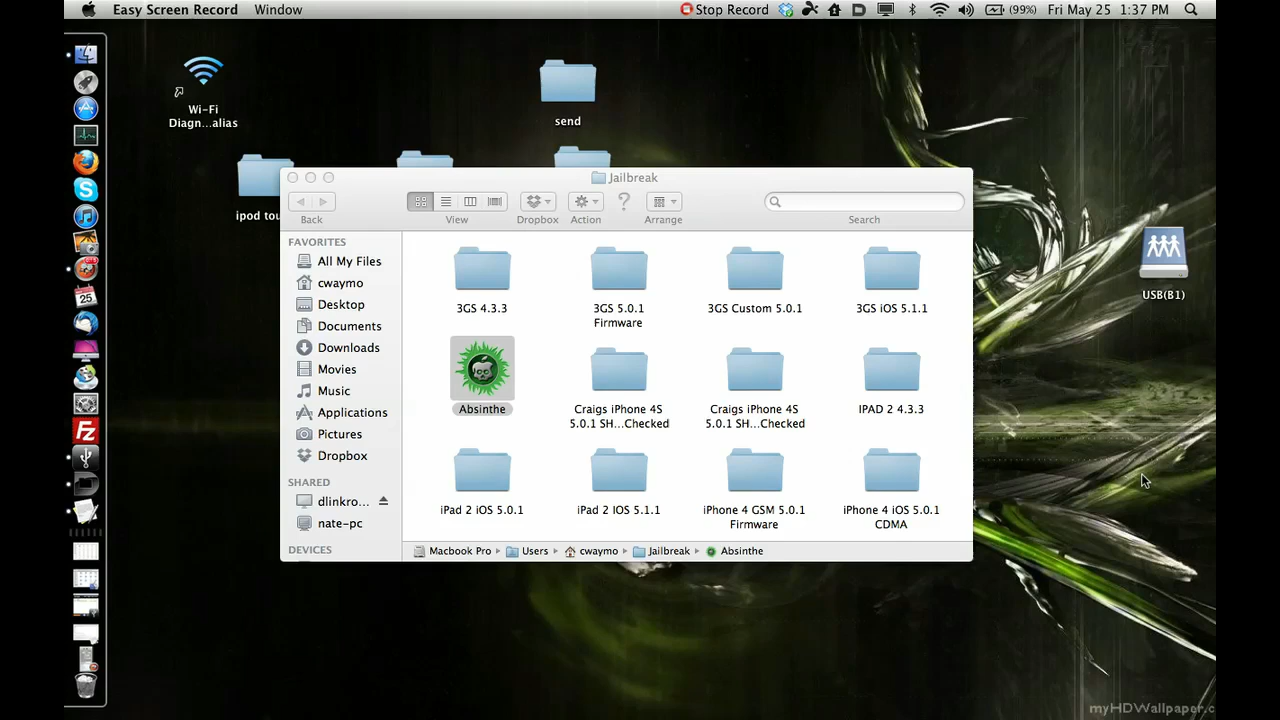 Easy Screen Record Window
Stop Record (99%) Fri May 25 1:37 PM
Wi-Fi
Diagn...alias
send
ipod tou
Jailbreak
Back
View
Dropbox
Action
Arrange
Search
FAVORITES
All My Files
cwaymo
Desktop
Documents
Downloads
Movies
Music
Applications
Pictures
Dropbox
SHARED
dlinkro...
nate-pc
DEVICES
3GS 4.3.3
3GS 5.0.1
Firmware
3GS Custom 5.0.1
3GS iOS 5.1.1
Absinthe
Craigs iPhone 4S
5.0.1 SH...Checked
Craigs iPhone 4S
5.0.1 SH...Checked
IPAD 2 4.3.3
iPad 2 iOS 5.0.1
iPad 2 IOS 5.1.1
iPhone 4 GSM 5.0.1
Firmware
iPhone 4 iOS 5.0.1
CDMA
Macbook Pro Users cwaymo Jailbreak Absinthe
USB(B1)
25
FZ
myHDWallpaper.c